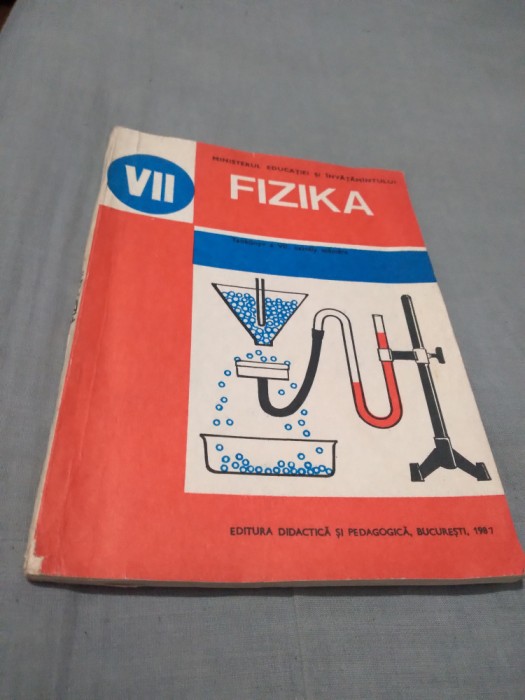 VII
MINISTERUL EDUCAŢIEI ŞI ÎNVĂŢĂMÎNTULUI
FIZIKA
EDITURA DIDACTICĂ ŞI PEDAGOGICĂ, BUCUREŞTI, 1987